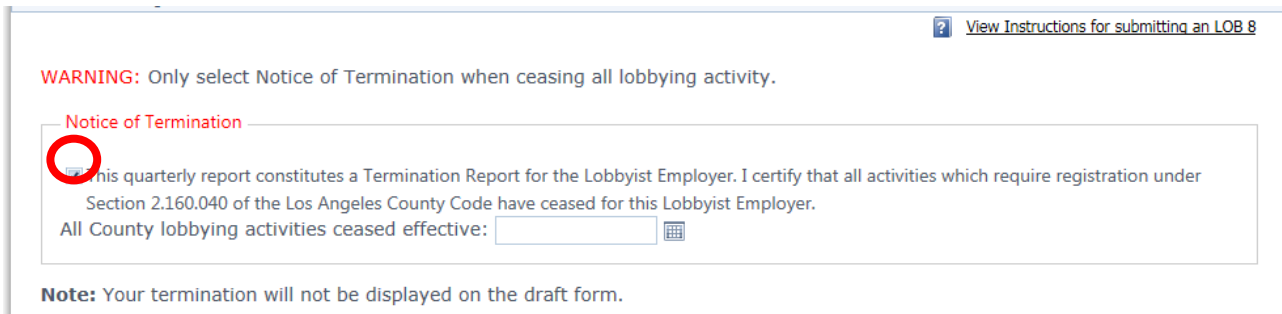 View Instructions for submitting an LOB 8
WARNING: Only select Notice of Termination when ceasing all lobbying activity.
Notice of Termination
This quarterly report constitutes a Termination Report for the Lobbyist Employer. I certify that all activities which require registration under
Section 2.160.040 of the Los Angeles County Code have ceased for this Lobbyist Employer.
All County lobbying activities ceased effective:
Note: Your termination will not be displayed on the draft form.